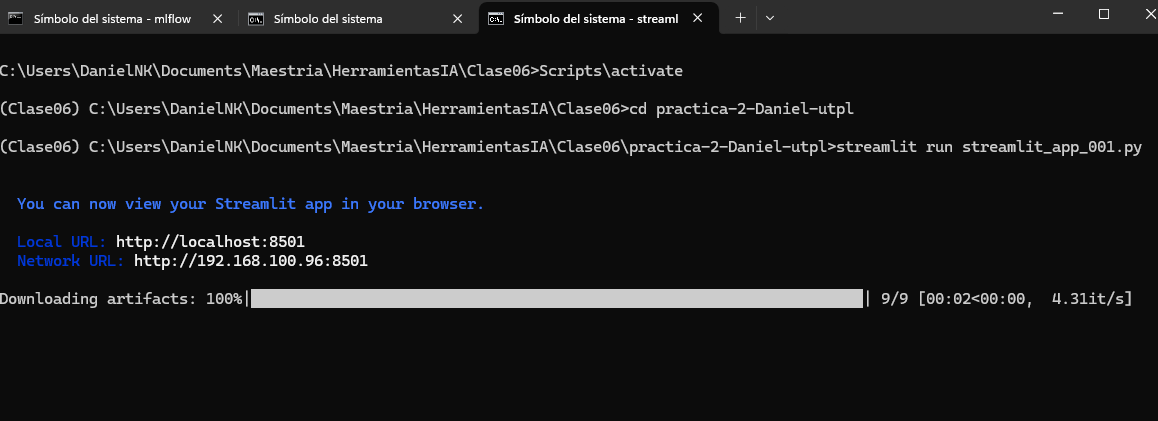 Símbolo del sistema - mlflow
Símbolo del sistema
Símbolo del sistema - streaml
C:\Users\DanielNK\Documents\Maestria\HerramientasIA\Clase06>Scripts\activate
(Clase06) C:\Users\DanielNK\Documents\Maestria\HerramientasIA\Clase06>cd practica-2-Daniel-utpl
(Clase06) C:\Users\DanielNK\Documents\Maestria\HerramientasIA\Clase06\practica-2-Daniel-utpl>streamlit run streamlit_app_001.py
You can now view your Streamlit app in your browser.
Local URL: http://localhost:8501
Network URL: http://192.168.100.96:8501
Downloading artifacts: 100%| | 9/9 [00:02<00:00, 4.31it/s]